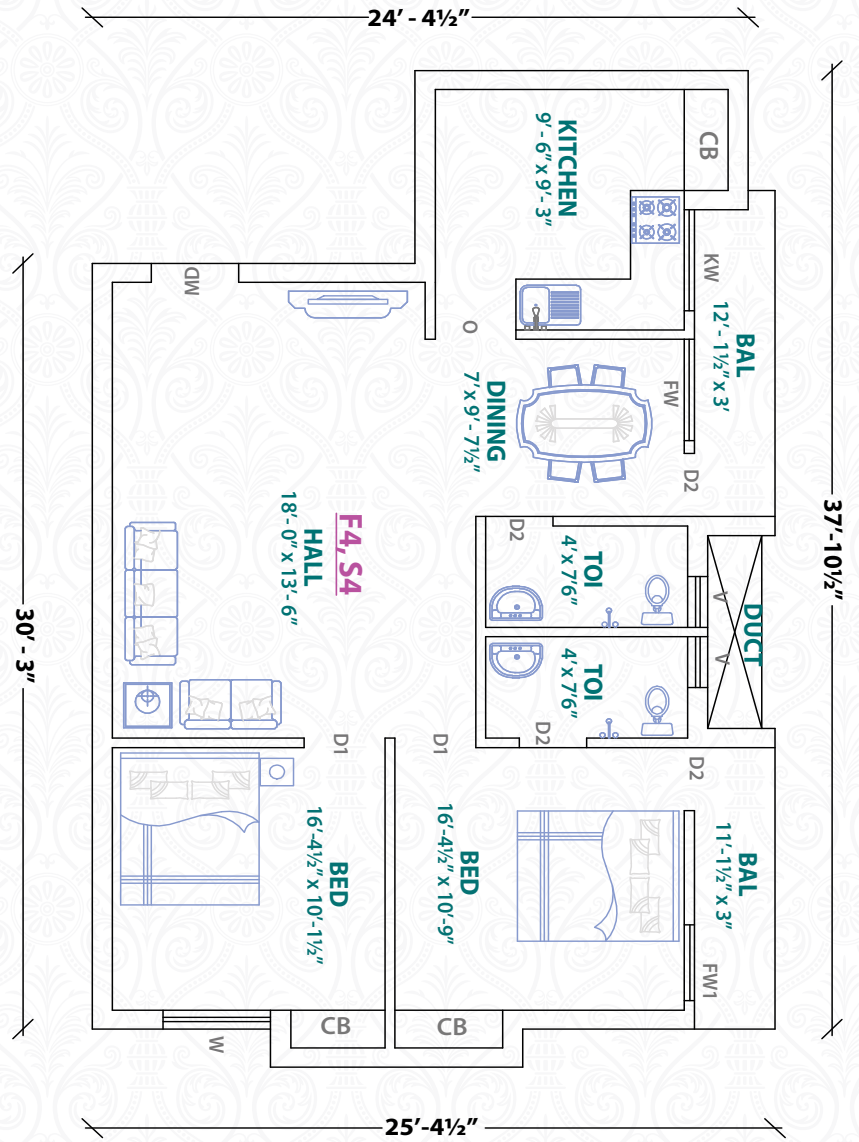 24' - 4½"
KITCHEN
9' - 6" x 9' - 3"
CB
KW
BAL
12' - 1½" x 3'
MD
O
DINING
7' x 9' - 7½"
FW
D2
37'-10½"
30' - 3"
F4, S4
HALL
18'- 0" x 13'- 6"
D2
TOI
4' x 7'6"
V
DUCT
V
TOI
4' x 7'6"
D2
D1
D1
D2
BED
16'-4½" x 10'-1½"
BED
16'-4½" x 10'-9"
BAL
11'-1½" x 3"
FW1
CB
CB
W
25'-4½"